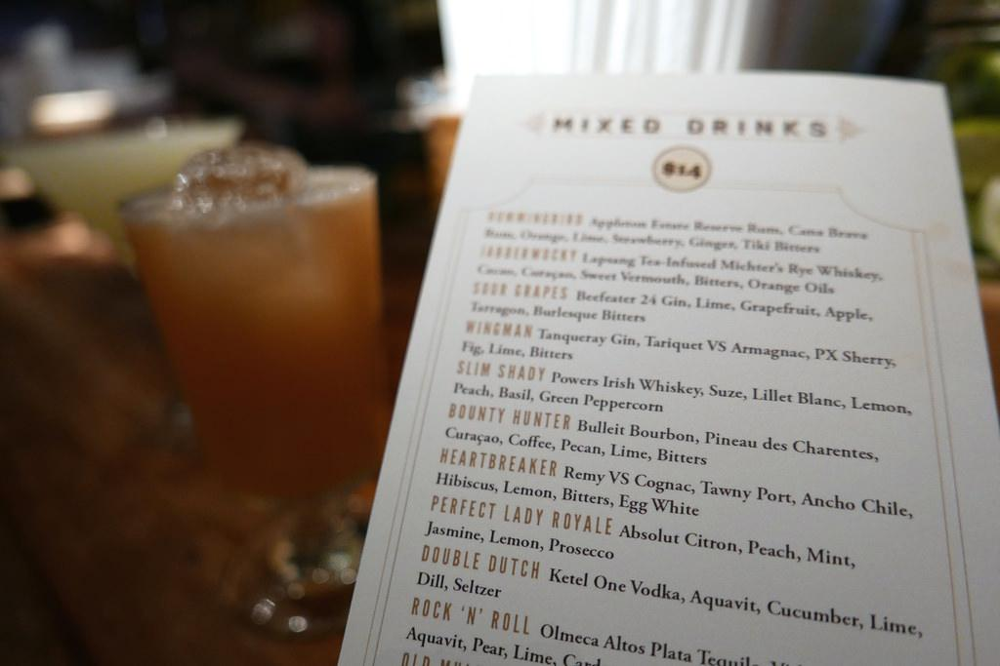 MIXED DRINKS
$14
HUMMINGBIRD Appleton Estate Reserve Rum, Cana Brava
Rum, Orange, Lime, Strawberry, Ginger, Tiki Bitters
JABBERWOCKY Lapsang Tea-Infused Michter's Rye Whiskey,
Cacao, Curaçao, Sweet Vermouth, Bitters, Orange Oils
SOUR GRAPES Beefeater 24 Gin, Lime, Grapefruit, Apple,
Tarragon, Burlesque Bitters
WINGMAN Tanqueray Gin, Tariquet VS Armagnac, PX Sherry,
Fig, Lime, Bitters
SLIM SHADY Powers Irish Whiskey, Suze, Lillet Blanc, Lemon,
Peach, Basil, Green Peppercorn
BOUNTY HUNTER Bulleit Bourbon, Pineau des Charentes,
Curaçao, Coffee, Pecan, Lime, Bitters
HEARTBREAKER Remy VS Cognac, Tawny Port, Ancho Chile,
Hibiscus, Lemon, Bitters, Egg White
PERFECT LADY ROYALE Absolut Citron, Peach, Mint,
Jasmine, Lemon, Prosecco
DOUBLE DUTCH Ketel One Vodka, Aquavit, Cucumber, Lime,
Dill, Seltzer
ROCK 'N' ROLL Olmeca Altos Plata Tequila,
Aquavit, Pear, Lime,
OLD